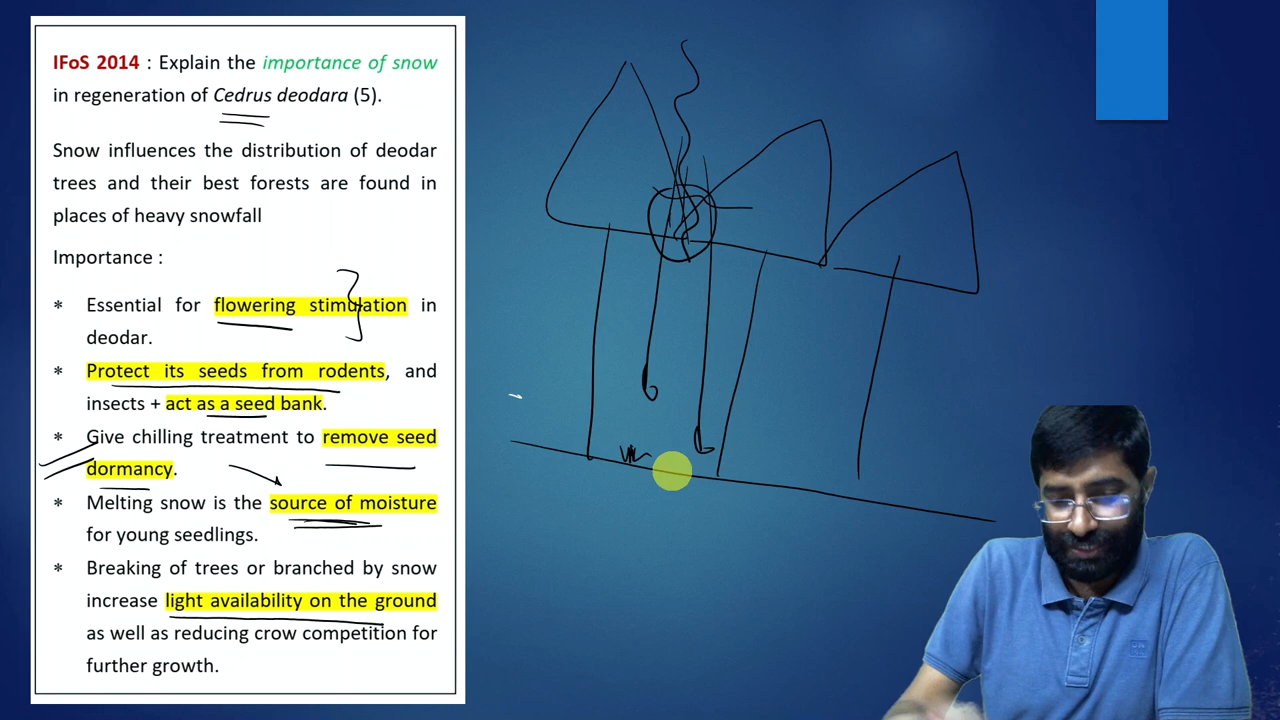 IFoS 2014 : Explain the importance of snow
in regeneration of Cedrus deodara (5).
Snow influences the distribution of deodar
trees and their best forests are found in
places of heavy snowfall
Importance :
* Essential for flowering stimulation in
deodar.
* Protect its seeds from rodents, and
insects + act as a seed bank.
* Give chilling treatment to remove seed
dormancy.
* Melting snow is the source of moisture
for young seedlings.
* Breaking of trees or branched by snow
increase light availability on the ground
as well as reducing crow competition for
further growth.